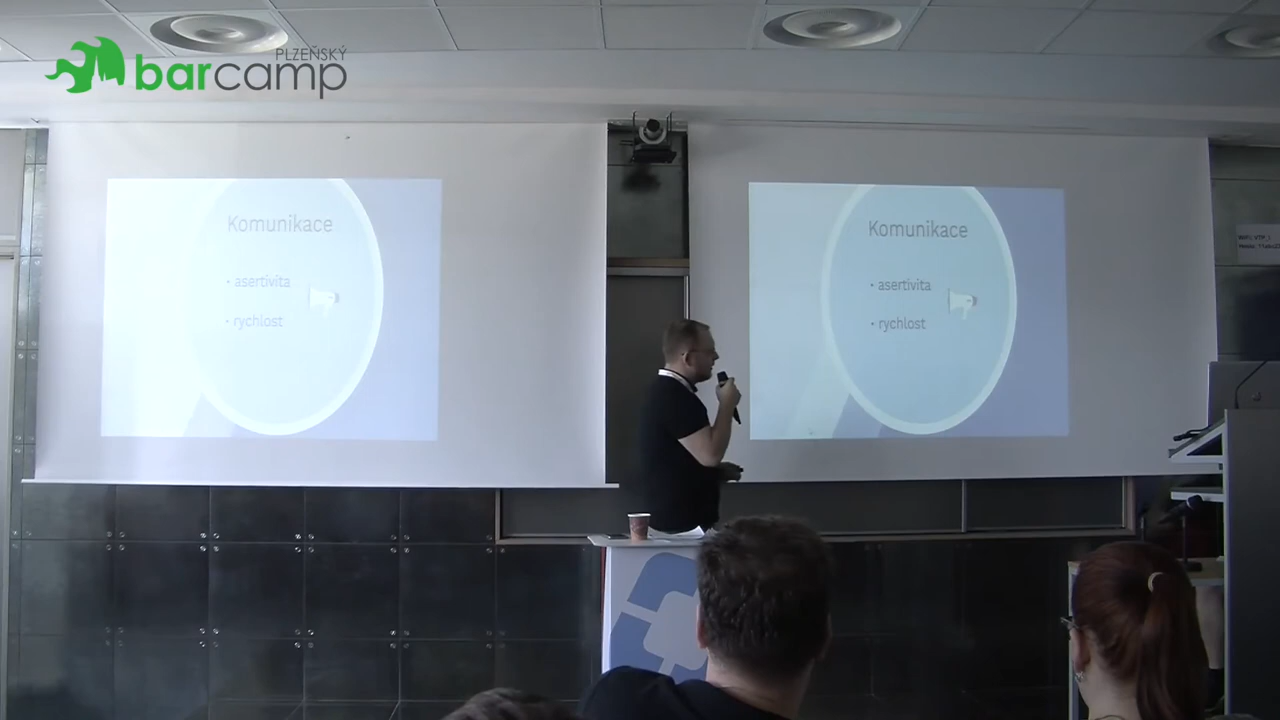 PLZEŇSKÝ
barcamp
Komunikace
• asertivita
• rychlost
Komunikace
• asertivita
• rychlost